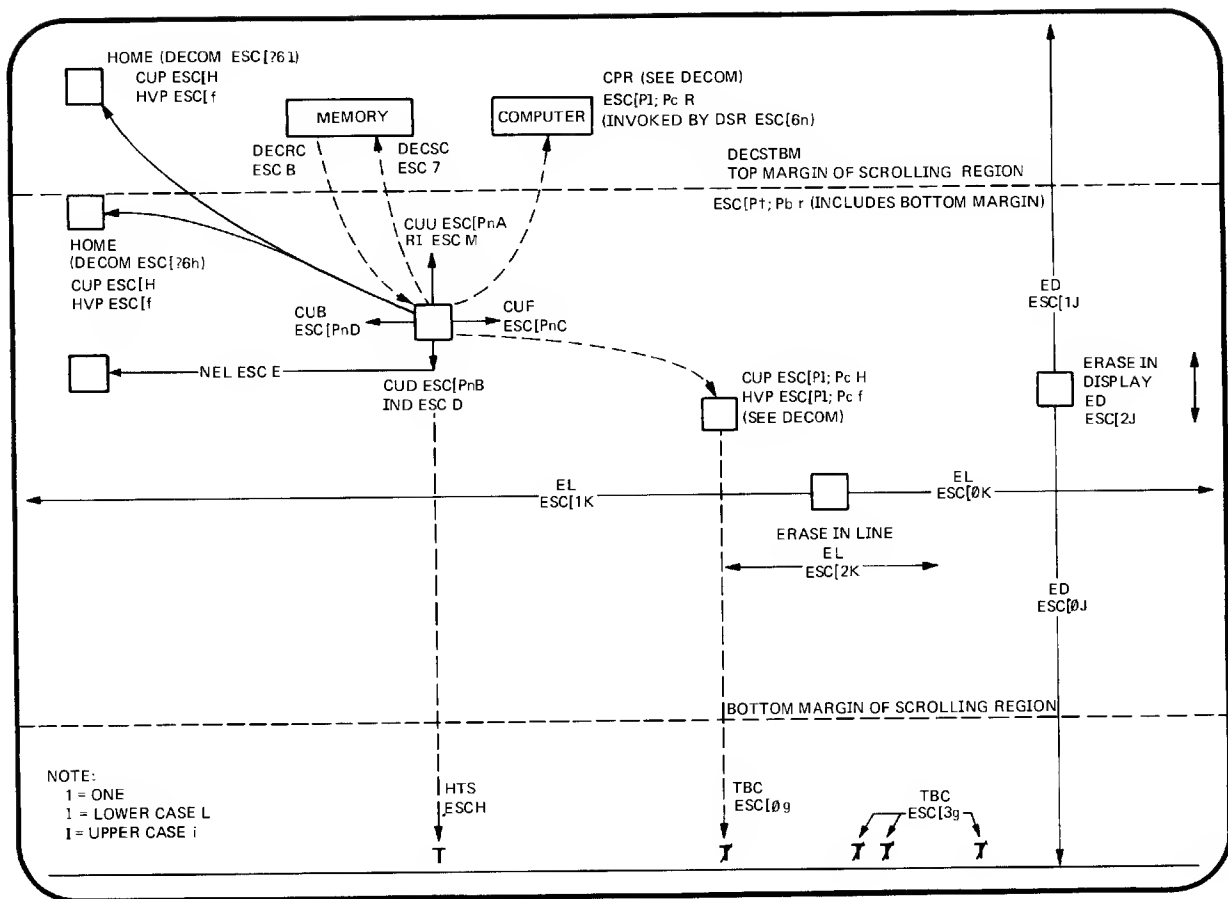 HOME (DECOM ESC[?6l)
CUP ESC[H
HVP ESC[f
MEMORY
COMPUTER
CPR (SEE DECOM)
ESC[Pl; Pc R
(INVOKED BY DSR ESC[6n)
DECRC
ESC 8
DECSC
ESC 7
DECSTBM
TOP MARGIN OF SCROLLING REGION
ESC[Pt; Pb r (INCLUDES BOTTOM MARGIN)
HOME
(DECOM ESC[?6h)
CUP ESC[H
HVP ESC[f
CUU ESC[PnA
RI ESC M
CUB
ESC[PnD
CUF
ESC[PnC
NEL ESC E
CUD ESC[PnB
IND ESC D
CUP ESC[Pl; Pc H
HVP ESC[Pl; Pc f
(SEE DECOM)
ED
ESC[1J
ERASE IN
DISPLAY
ED
ESC[2J
EL
ESC[1K
EL
ESC[0K
ERASE IN LINE
EL
ESC[2K
ED
ESC[0J
BOTTOM MARGIN OF SCROLLING REGION
NOTE:
1 = ONE
l = LOWER CASE L
I = UPPER CASE i
HTS
ESCH
TBC
ESC[0g
TBC
ESC[3g
T
T
T T T